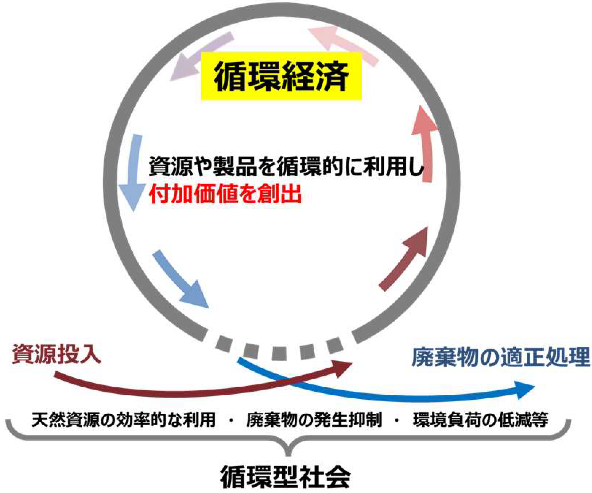 循環経済
資源や製品を循環的に利用し
付加価値を創出
資源投入
廃棄物の適正処理
天然資源の効率的な利用 ・ 廃棄物の発生抑制 ・ 環境負荷の低減等
循環型社会